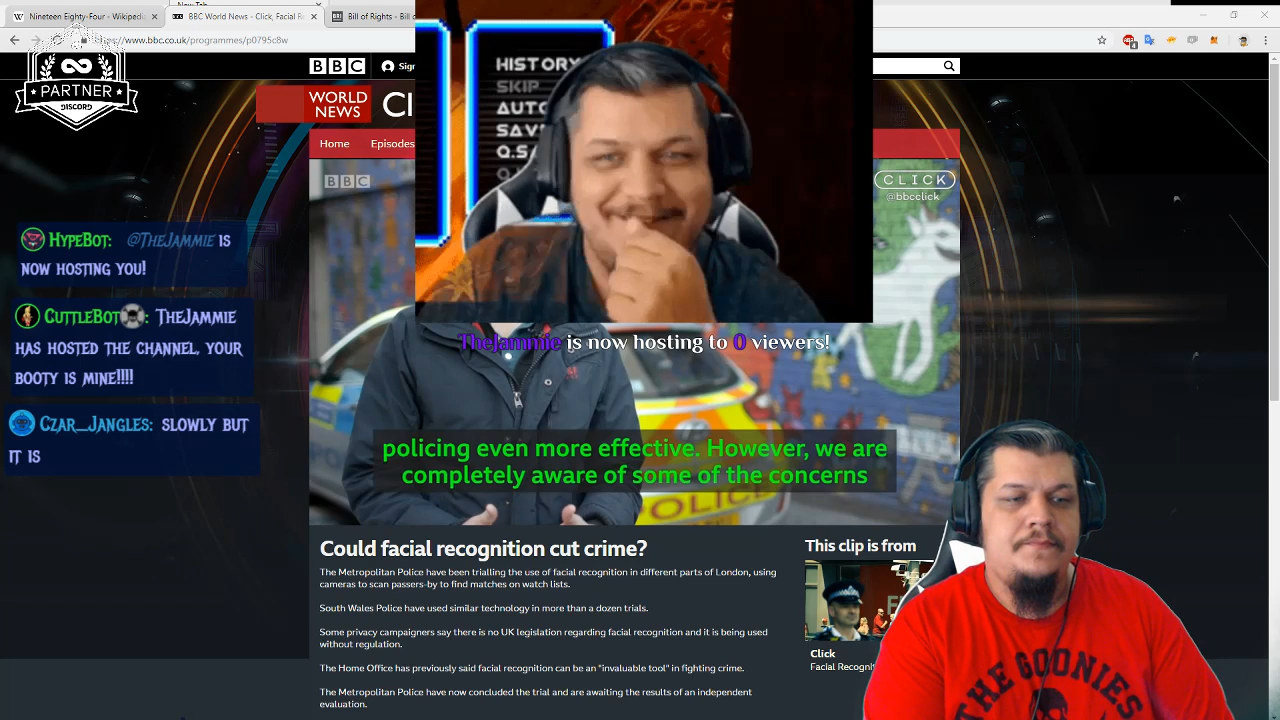 Nineteen Eighty-Four - Wikiped
BBC World News - Click, Facial R
Bill of Rights - Bill o
https://www.bbc.co.uk/programmes/p0795c8w
PARTNER
DISCORD
BBC
Sign
WORLD
NEWS
Cl
Home
Episodes
HISTORY
SKIP
AUTO
SAV
Q.S
BBC
CLICK
@bbcclick
HypeBot: @TheJammie is
now hosting you!
CuttleBot: TheJammie
has hosted the channel, your
booty is mine!!!!
Czar_Jangles: slowly but
it is
TheJammie is now hosting to 0 viewers!
policing even more effective. However, we are
completely aware of some of the concerns
POLICE
Could facial recognition cut crime?
The Metropolitan Police have been trialling the use of facial recognition in different parts of London, using
cameras to scan passers-by to find matches on watch lists.
South Wales Police have used similar technology in more than a dozen trials.
Some privacy campaigners say there is no UK legislation regarding facial recognition and it is being used
without regulation.
The Home Office has previously said facial recognition can be an "invaluable tool" in fighting crime.
The Metropolitan Police have now concluded the trial and are awaiting the results of an independent
evaluation.
This clip is from
Click
Facial Recognit
THE GOONIES